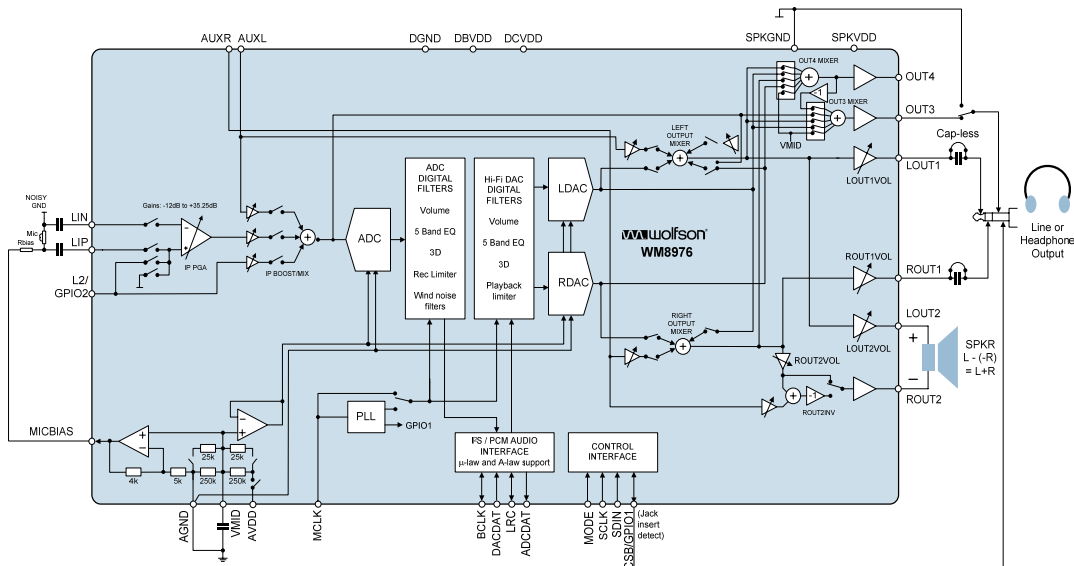 AUXR AUXL
DGND
DBVDD
DCVDD
SPKGND
SPKVDD
OUT4 MIXER
OUT4
-1
OUT3 MIXER
OUT3
VMID
Cap-less
LEFT
OUTPUT
MIXER
LOUT1
LOUT1VOL
NOISY
GND
Mic
Rbias
LIN
LIP
L2/
GPIO2
Gains: -12dB to +35.25dB
IP PGA
IP BOOST/MIX
ADC
ADC
DIGITAL
FILTERS
Volume
5 Band EQ
3D
Rec Limiter
Wind noise
filters
Hi-Fi DAC
DIGITAL
FILTERS
Volume
5 Band EQ
3D
Playback
limiter
LDAC
RDAC
wolfson
WM8976
Line or
Headphone
Output
ROUT1VOL
ROUT1
RIGHT
OUTPUT
MIXER
LOUT2
LOUT2VOL
ROUT2VOL
-1
ROUT2INV
ROUT2
+
−
SPKR
L - (-R)
= L+R
MICBIAS
PLL
GPIO1
25k
25k
4k
5k
250k
250k
I²S / PCM AUDIO
INTERFACE
µ-law and A-law support
CONTROL
INTERFACE
AGND
VMID
AVDD
MCLK
BCLK
DACDAT
LRC
ADCDAT
MODE
SCLK
SDIN
CSB/GPIO1
(Jack
insert
detect)